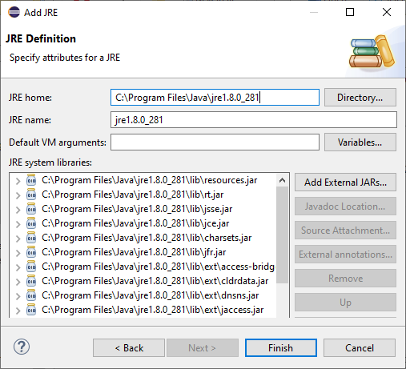 Add JRE
JRE Definition
Specify attributes for a JRE
JRE home: C:\Program Files\Java\jre1.8.0_281 Directory...
JRE name: jre1.8.0_281
Default VM arguments: Variables...
JRE system libraries:
C:\Program Files\Java\jre1.8.0_281\lib\resources.jar Add External JARs...
C:\Program Files\Java\jre1.8.0_281\lib\rt.jar
C:\Program Files\Java\jre1.8.0_281\lib\jsse.jar Javadoc Location...
C:\Program Files\Java\jre1.8.0_281\lib\jce.jar
C:\Program Files\Java\jre1.8.0_281\lib\charsets.jar Source Attachment...
C:\Program Files\Java\jre1.8.0_281\lib\jfr.jar
C:\Program Files\Java\jre1.8.0_281\lib\ext\access-bridg External annotations...
C:\Program Files\Java\jre1.8.0_281\lib\ext\cldrdata.jar Remove
C:\Program Files\Java\jre1.8.0_281\lib\ext\dnsns.jar
C:\Program Files\Java\jre1.8.0_281\lib\ext\jaccess.jar Up
? < Back Next > Finish Cancel